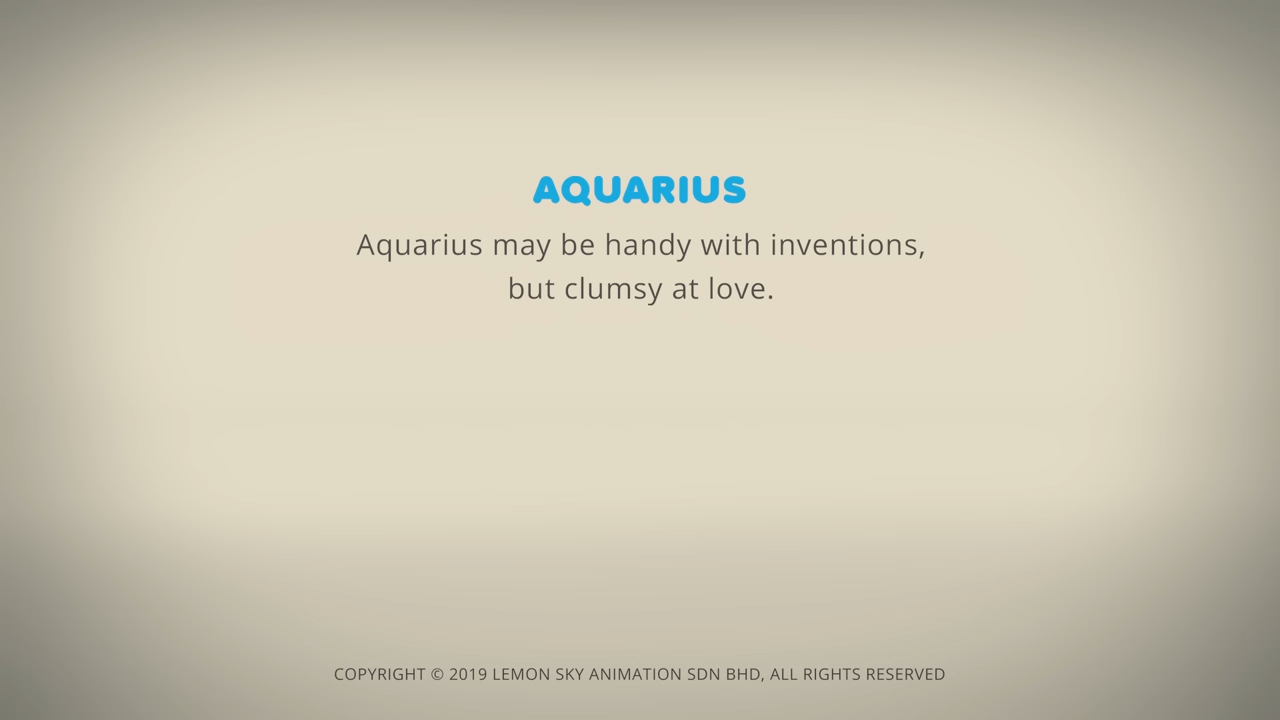 AQUARIUS
Aquarius may be handy with inventions,
but clumsy at love.
COPYRIGHT © 2019 LEMON SKY ANIMATION SDN BHD, ALL RIGHTS RESERVED